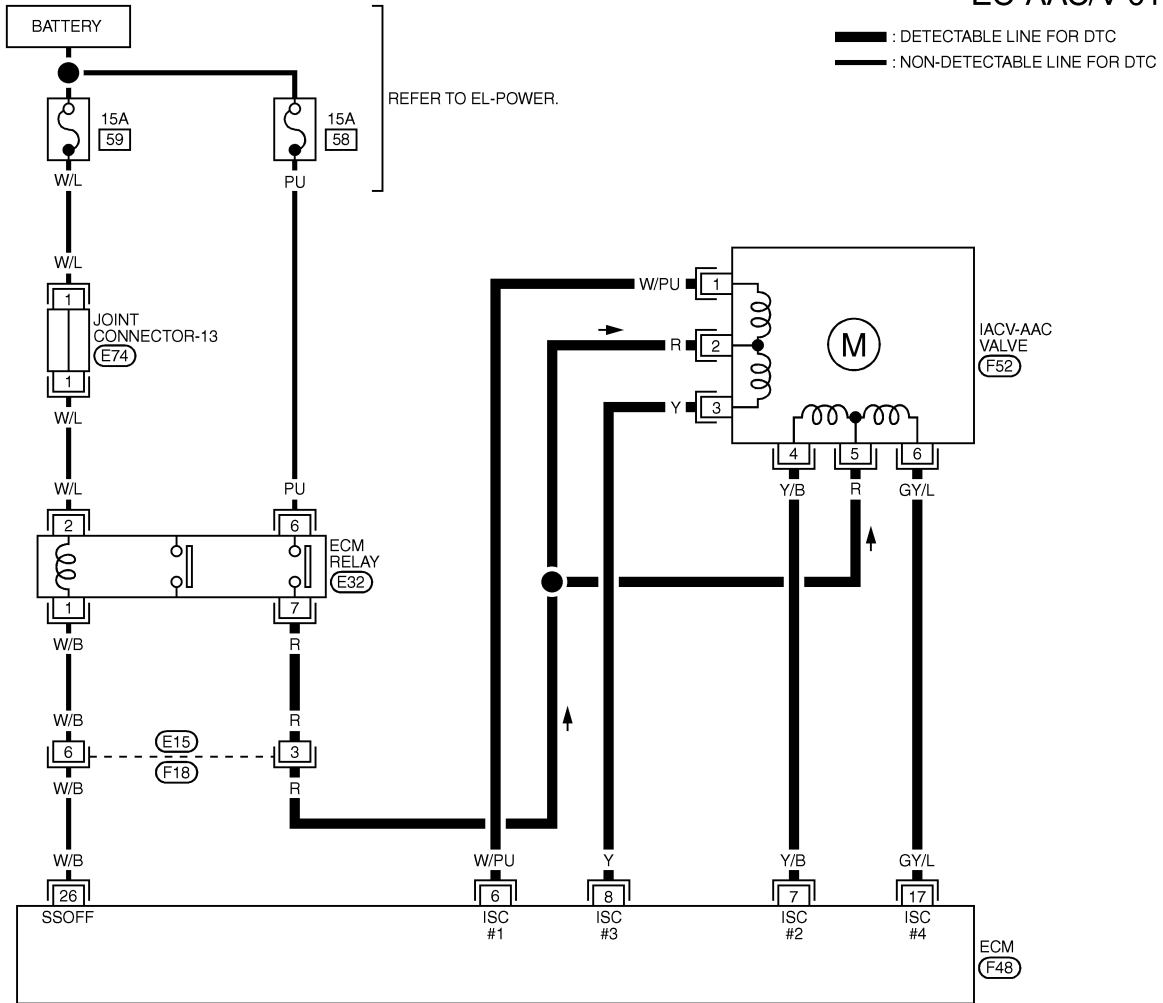 BATTERY
: DETECTABLE LINE FOR DTC
: NON-DETECTABLE LINE FOR DTC
REFER TO EL-POWER.
15A
59
15A
58
W/L
PU
W/L
1
JOINT
CONNECTOR-13
E74
1
W/L
W/L
PU
2
6
ECM
RELAY
E32
1
7
W/B
R
W/B
R
6
E15
F18
3
W/B
R
W/B
26
SSOFF
W/PU
1
R
2
Y
3
M
IACV-AAC
VALVE
F52
4
5
6
Y/B
R
GY/L
W/PU
Y
Y/B
GY/L
6
8
7
17
ISC
#1
ISC
#3
ISC
#2
ISC
#4
ECM
F48